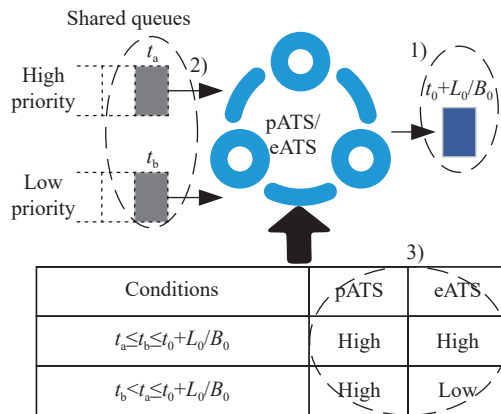 Shared queues
1)
t_a
2)
High
priority
t_0+L_0/B_0
pATS/
eATS
t_b
Low
priority
3)
Conditions pATS eATS
t_a≤t_b≤t_0+L_0/B_0 High High
t_b<t_a≤t_0+L_0/B_0 High Low